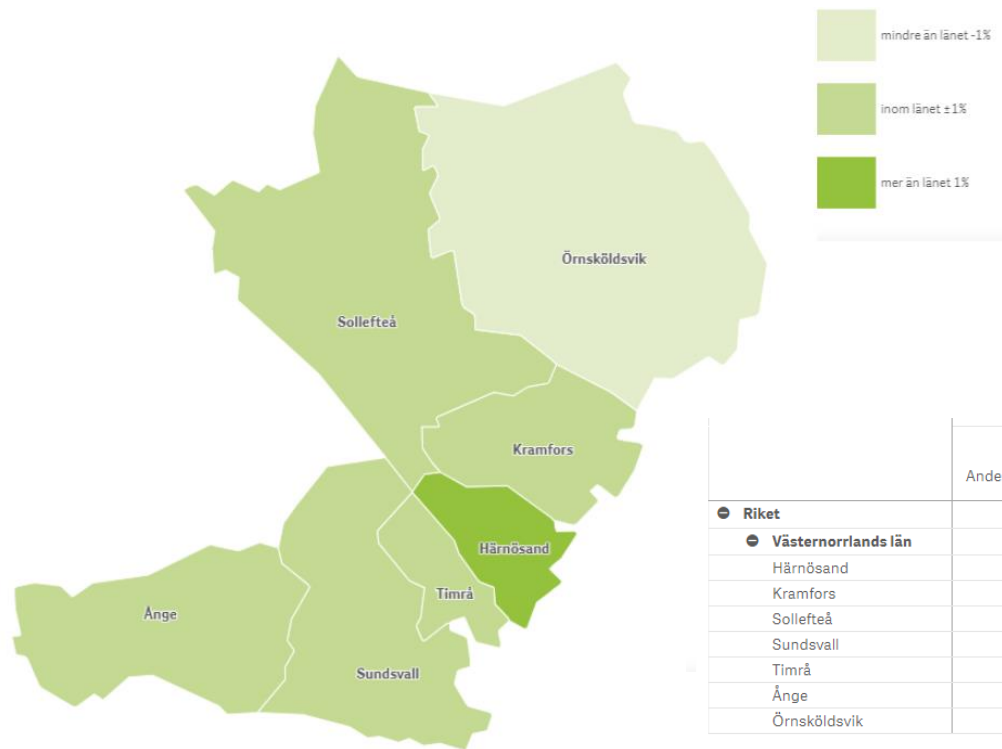 mindre än länet -1%
inom länet ±1%
mer än länet 1%
Örnsköldsvik
Sollefteå
Kramfors
Härnösand
Timrå
Ånge
Sundsvall
Ande
Riket
Västernorrlands län
Härnösand
Kramfors
Sollefteå
Sundsvall
Timrå
Ånge
Örnsköldsvik